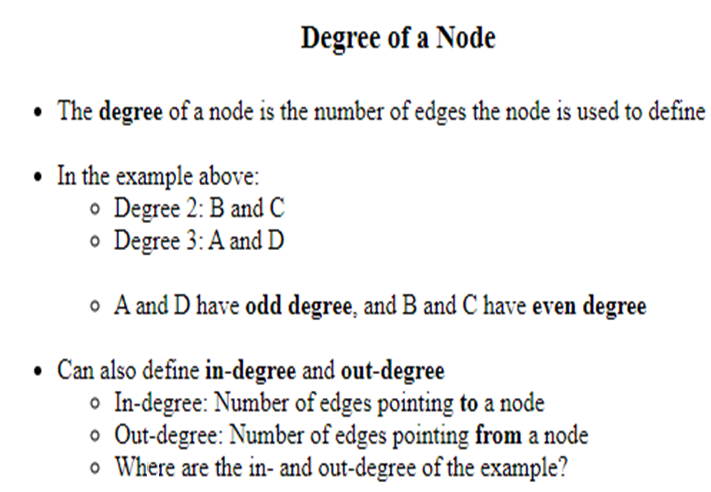 Degree of a Node
• The degree of a node is the number of edges the node is used to define
• In the example above:
o Degree 2: B and C
o Degree 3: A and D
o A and D have odd degree, and B and C have even degree
• Can also define in-degree and out-degree
o In-degree: Number of edges pointing to a node
o Out-degree: Number of edges pointing from a node
o Where are the in- and out-degree of the example?